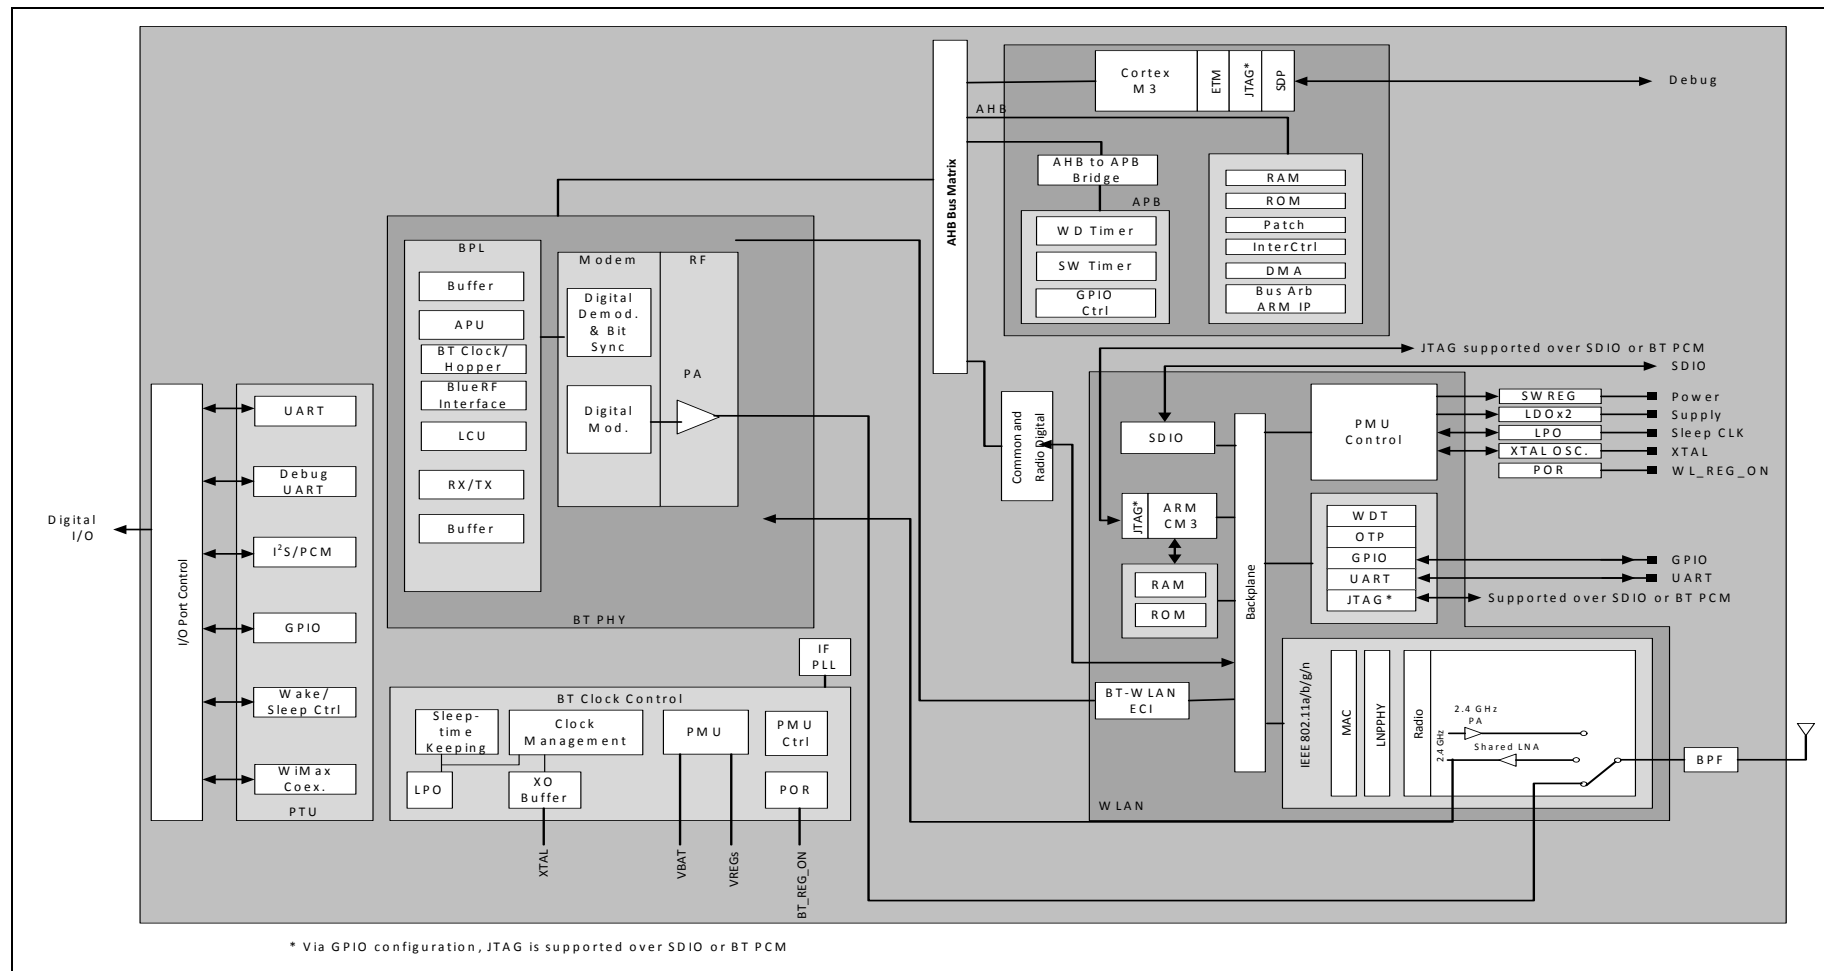 Cortex
M3
ETM
JTAG*
SDP
Debug
AHB
AHB Bus Matrix
AHB to APB
Bridge
APB
WD Timer
SW Timer
GPIO
Ctrl
RAM
ROM
Patch
InterCtrl
DMA
Bus Arb
ARM IP
BPL
Buffer
APU
BT Clock/
Hopper
BlueRF
Interface
LCU
RX/TX
Buffer
Modem
Digital
Demod.
& Bit
Sync
Digital
Mod.
RF
PA
BT PHY
Digital
I/O
I/O Port Control
UART
Debug
UART
I²S/PCM
GPIO
Wake/
Sleep Ctrl
WiMax
Coex.
PTU
IF
PLL
BT Clock Control
Sleep-
time
Keeping
Clock
Management
PMU
PMU
Ctrl
LPO
XO
Buffer
POR
XTAL
VBAT
VREGs
BT_REG_ON
Common and
Radio Digital
JTAG supported over SDIO or BT PCM
SDIO
SDIO
PMU
Control
SW REG
Power
LDOx2
Supply
LPO
Sleep CLK
XTAL OSC.
XTAL
POR
WL_REG_ON
JTAG*
ARM
CM3
RAM
ROM
Backplane
WDT
OTP
GPIO
UART
JTAG*
GPIO
UART
Supported over SDIO or BT PCM
BT-WLAN
ECI
IEEE 802.11a/b/g/n
MAC
LNPPHY
Radio
2.4 GHz
2.4 GHz
PA
Shared LNA
BPF
WLAN
* Via GPIO configuration, JTAG is supported over SDIO or BT PCM